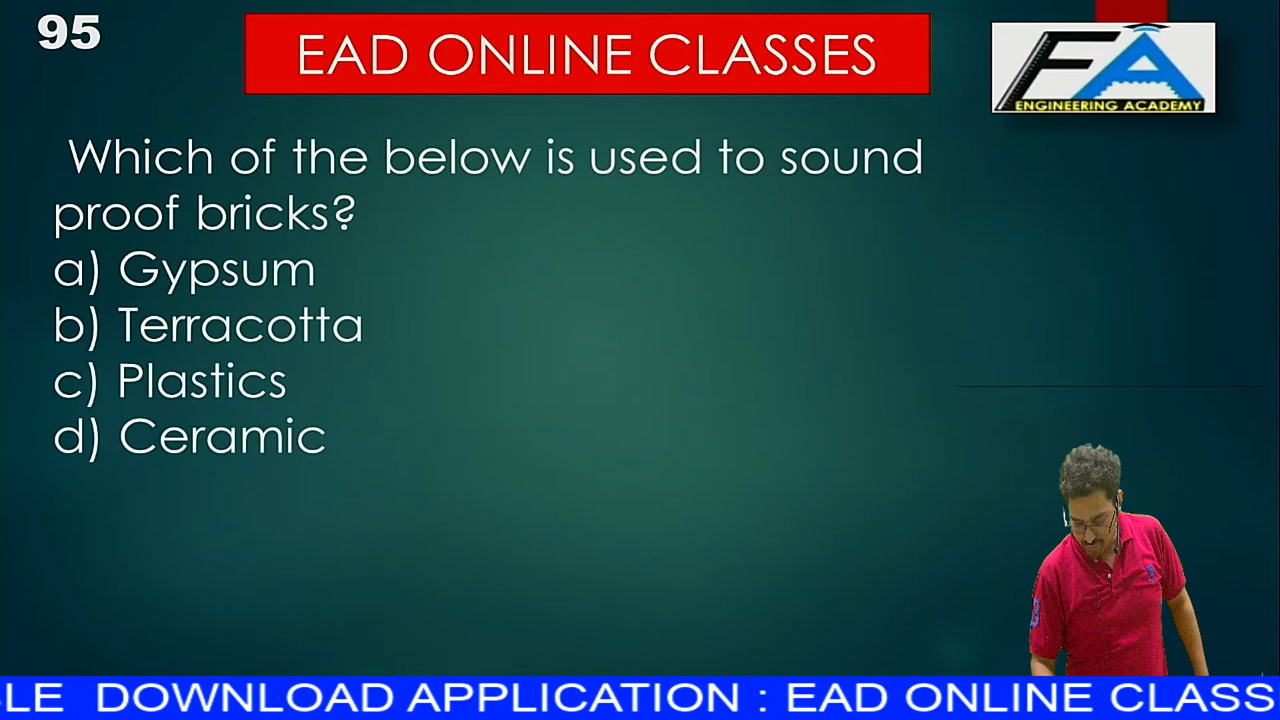 95
EAD ONLINE CLASSES
ENGINEERING ACADEMY
Which of the below is used to sound
proof bricks?
a) Gypsum
b) Terracotta
c) Plastics
d) Ceramic
LE DOWNLOAD APPLICATION : EAD ONLINE CLASS